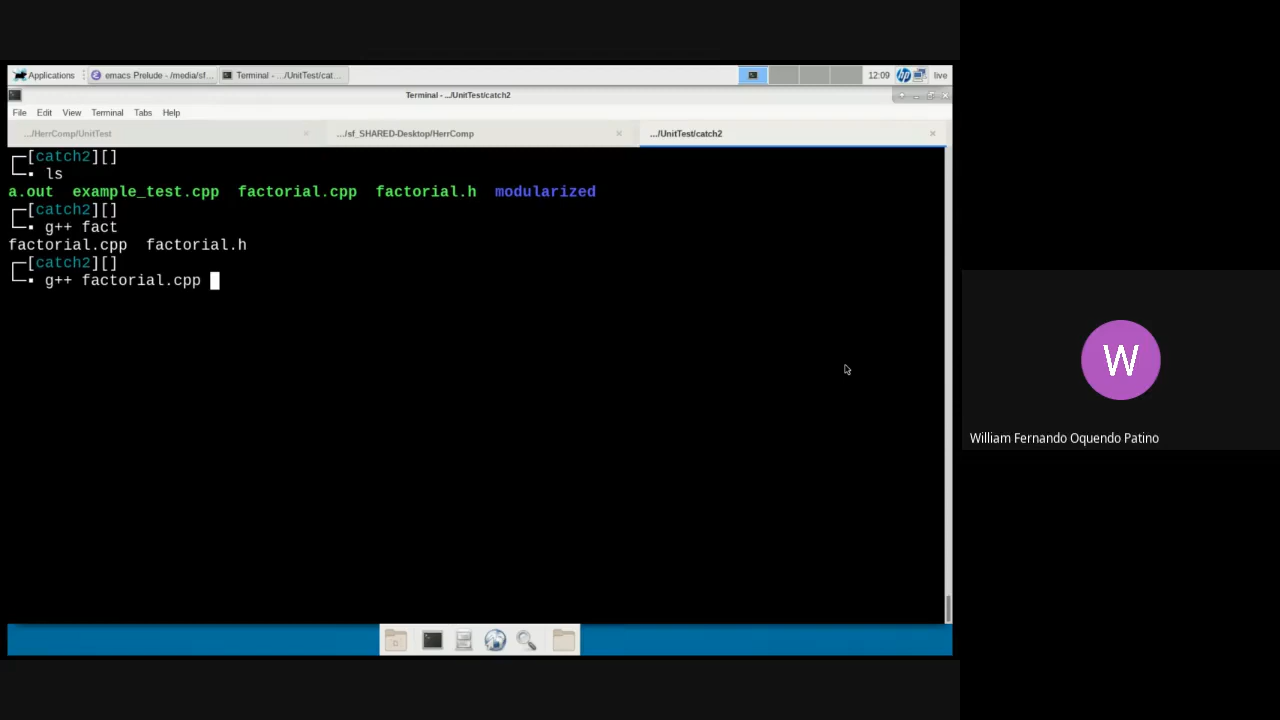 Applications
emacs Prelude - /media/sf...
Terminal - .../UnitTest/cat...
12:09
hp
live
Terminal - .../UnitTest/catch2
File Edit View Terminal Tabs Help
.../HerrComp/UnitTest
.../sf_SHARED-Desktop/HerrComp
.../UnitTest/catch2
[catch2][]
ls
a.out example_test.cpp factorial.cpp factorial.h modularized
[catch2][]
g++ fact
factorial.cpp factorial.h
[catch2][]
g++ factorial.cpp
W
William Fernando Oquendo Patino